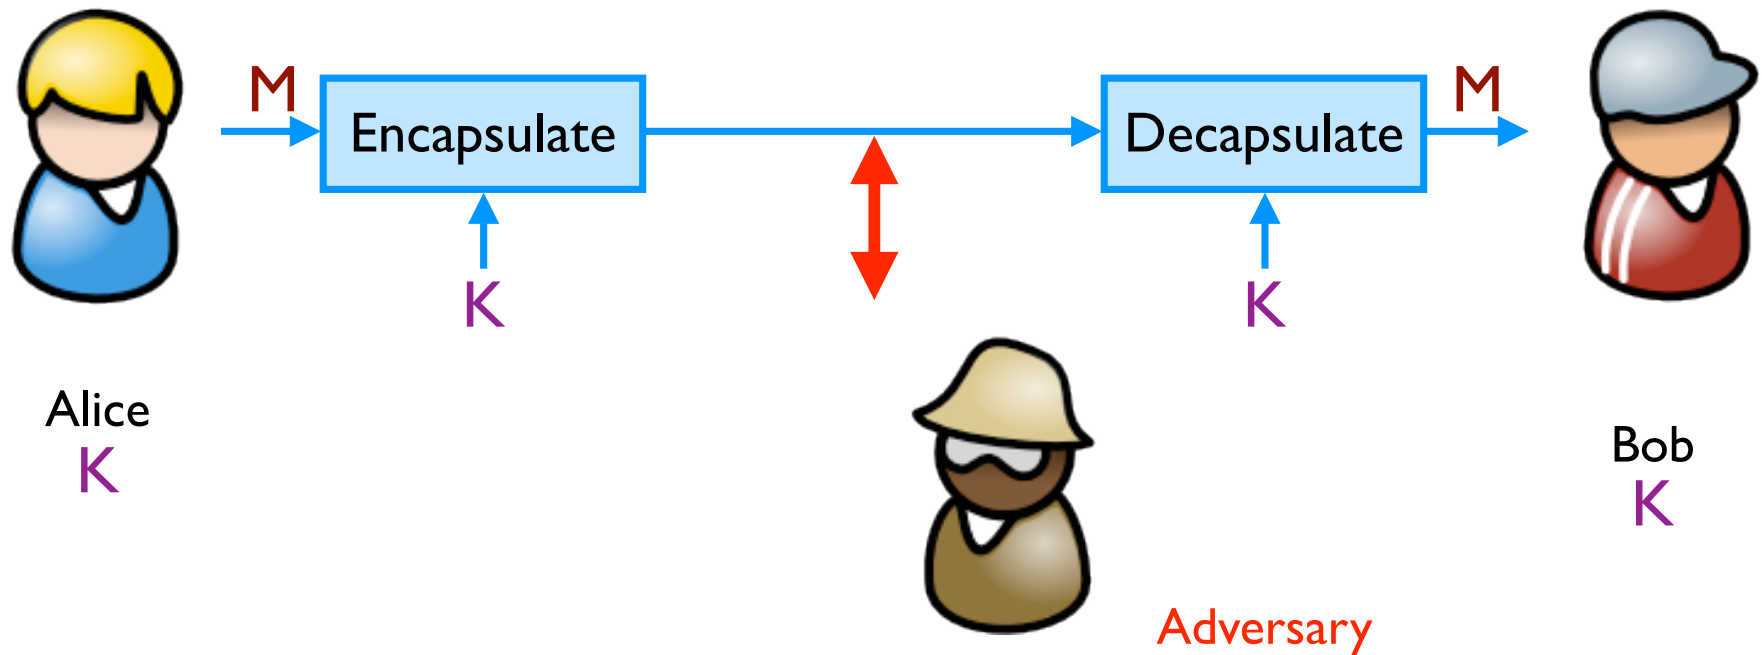 M
Encapsulate
Decapsulate
M
K
K
Alice
K
Bob
K
Adversary